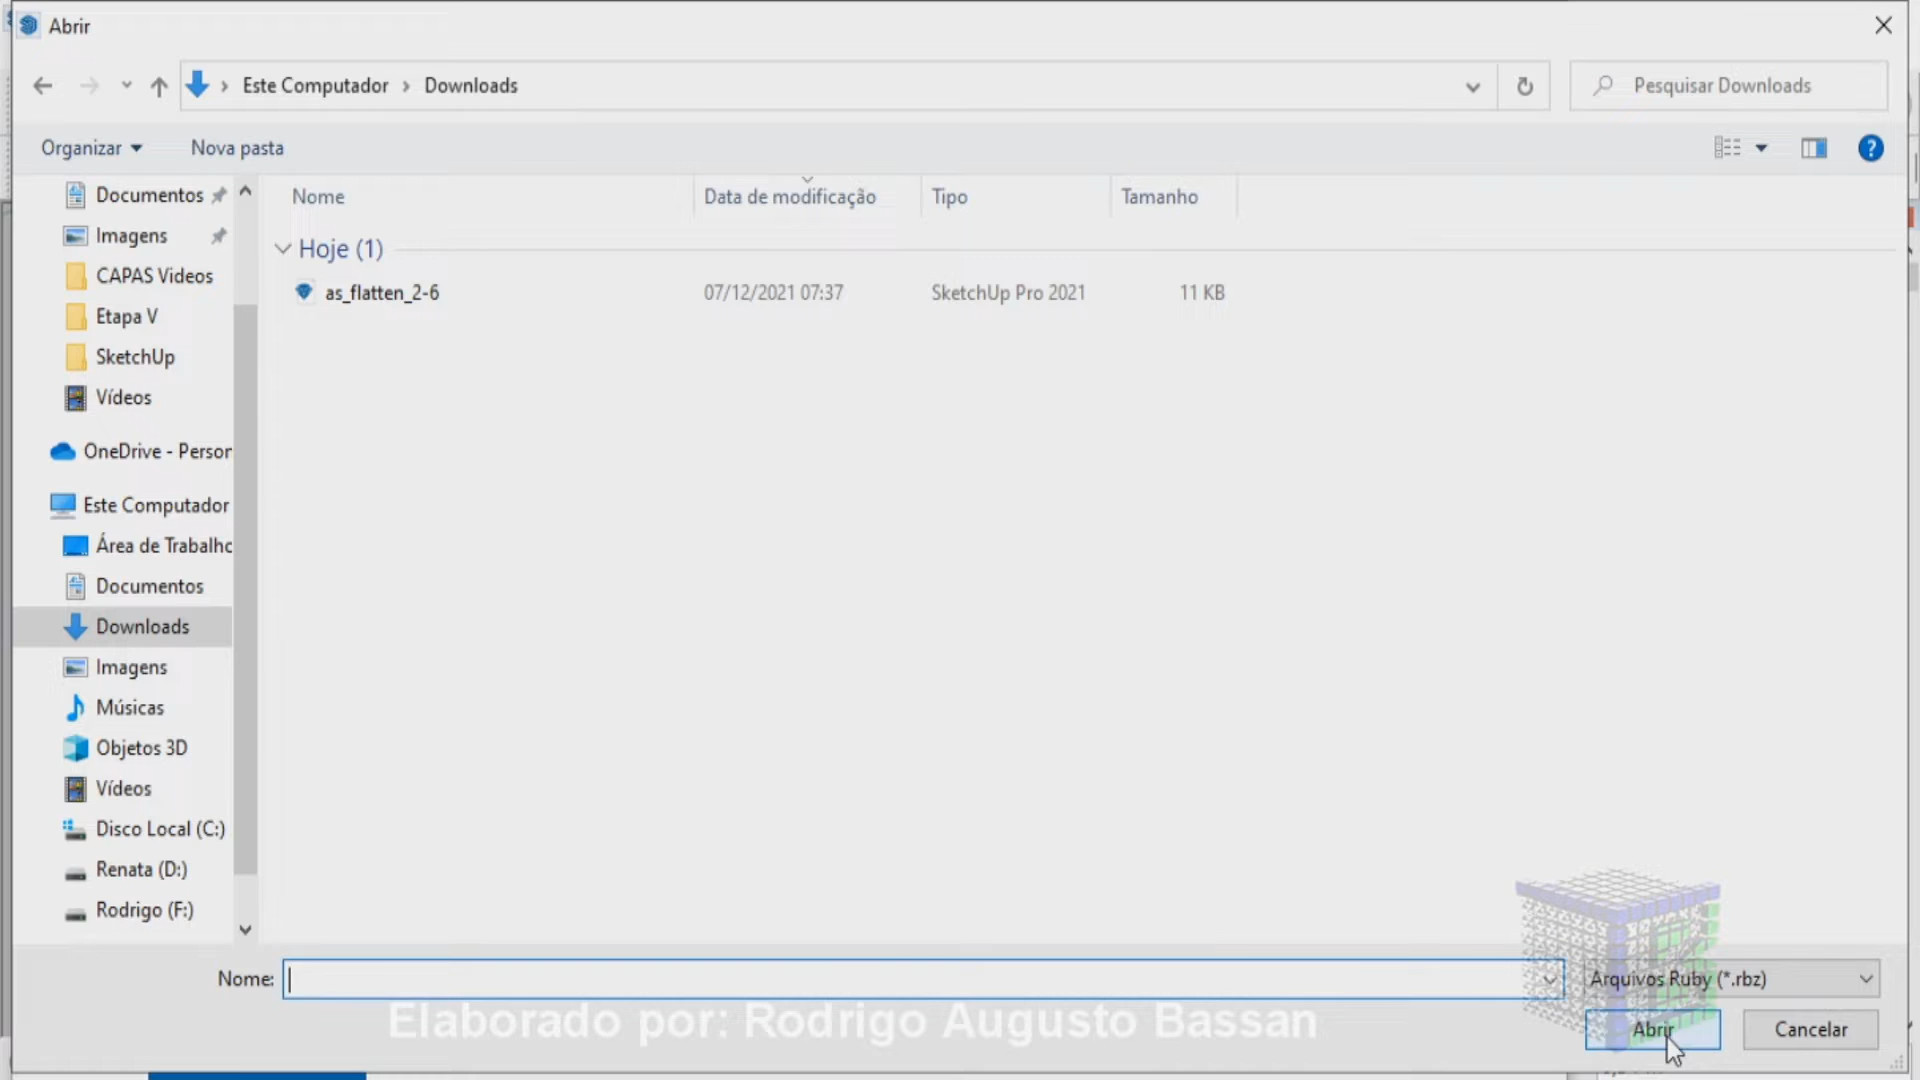 Abrir
Este Computador › Downloads
Pesquisar Downloads
Organizar
Nova pasta
Nome
Data de modificação
Tipo
Tamanho
Hoje (1)
as_flatten_2-6
07/12/2021 07:37
SketchUp Pro 2021
11 KB
Documentos
Imagens
CAPAS Videos
Etapa V
SketchUp
Vídeos
OneDrive - Person
Este Computador
Área de Trabalho
Documentos
Downloads
Imagens
Músicas
Objetos 3D
Vídeos
Disco Local (C:)
Renata (D:)
Rodrigo (F:)
Nome:
Arquivos Ruby (*.rbz)
Elaborado por: Rodrigo Augusto Bassan
Abrir
Cancelar